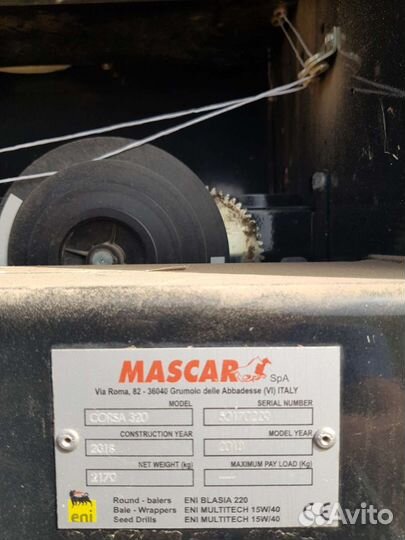 MASCAR SpA
Via Roma, 82 - 36040 Grumolo delle Abbadesse (VI) ITALY
MODEL SERIAL NUMBER
CORSA 320
CONSTRUCTION YEAR MODEL YEAR
2018
NET WEIGHT (kg) MAXIMUM PAY LOAD (Kg)
2170
Round - balers ENI BLASIA 220
Bale - Wrappers ENI MULTITECH 15W/40
Seed Drills ENI MULTITECH 15W/40
eni
CE
Avito